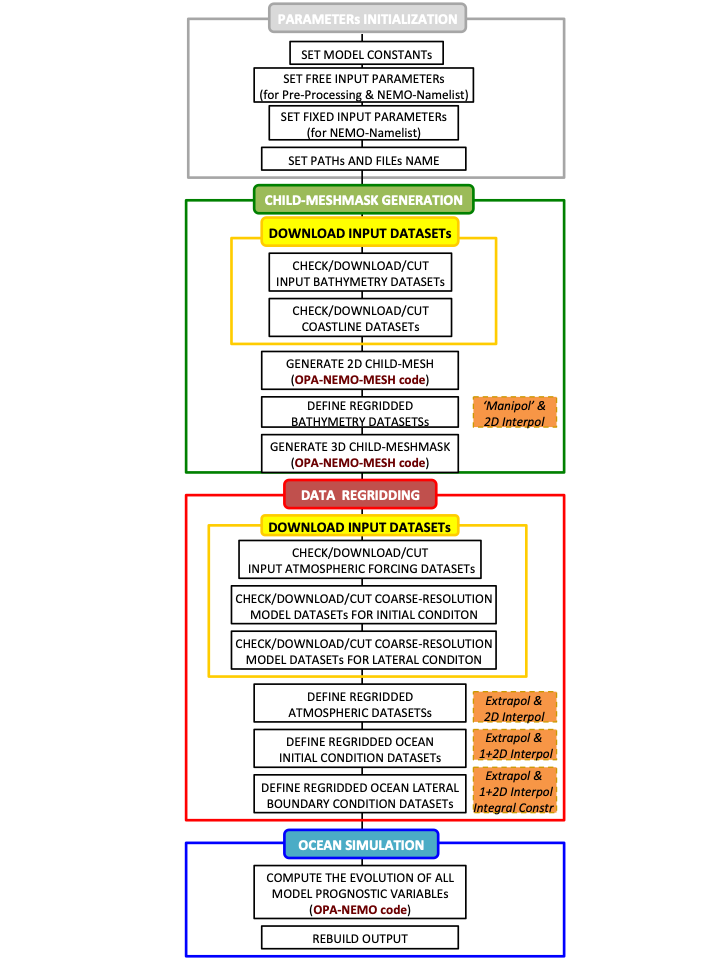 PARAMETERs INITIALIZATION
SET MODEL CONSTANTs
SET FREE INPUT PARAMETERs
(for Pre-Processing & NEMO-Namelist)
SET FIXED INPUT PARAMETERs
(for NEMO-Namelist)
SET PATHs AND FILEs NAME
CHILD-MESHMASK GENERATION
DOWNLOAD INPUT DATASETs
CHECK/DOWNLOAD/CUT
INPUT BATHYMETRY DATASETs
CHECK/DOWNLOAD/CUT
COASTLINE DATASETs
GENERATE 2D CHILD-MESH
(OPA-NEMO-MESH code)
DEFINE REGRIDDED
BATHYMETRY DATASETSs
‘Manipol’ &
2D Interpol
GENERATE 3D CHILD-MESHMASK
(OPA-NEMO-MESH code)
DATA REGRIDDING
DOWNLOAD INPUT DATASETs
CHECK/DOWNLOAD/CUT
INPUT ATMOSPHERIC FORCING DATASETs
CHECK/DOWNLOAD/CUT COARSE-RESOLUTION
MODEL DATASETs FOR INITIAL CONDITON
CHECK/DOWNLOAD/CUT COARSE-RESOLUTION
MODEL DATASETs FOR LATERAL CONDITON
DEFINE REGRIDDED
ATMOSPHERIC DATASETSs
Extrapol &
2D Interpol
DEFINE REGRIDDED OCEAN
INITIAL CONDITION DATASETs
Extrapol &
1+2D Interpol
DEFINE REGRIDDED OCEAN LATERAL
BOUNDARY CONDITION DATASETs
Extrapol &
1+2D Interpol
Integral Constr
OCEAN SIMULATION
COMPUTE THE EVOLUTION OF ALL
MODEL PROGNOSTIC VARIABLEs
(OPA-NEMO code)
REBUILD OUTPUT